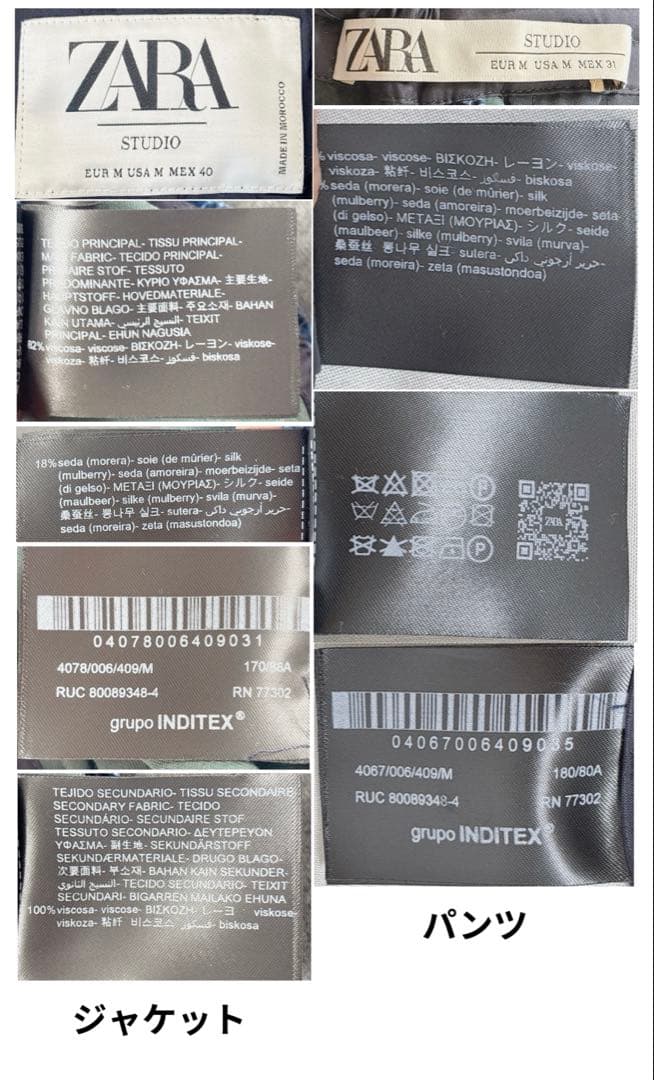 ZARA
STUDIO
EUR M USA M MEX 40
MADE IN MOROCCO
TEJIDO PRINCIPAL- TISSU PRINCIPAL-
MAIN FABRIC- TECIDO PRINCIPAL-
PRIMAIRE STOF- TESSUTO
PREDOMINANTE- ΚΥΡΙΟ ΥΦΑΣΜΑ- 主要生地-
HAUPTSTOFF- HOVEDMATERIALE-
GLAVNO BLAGO- 主要面料- 주요소재- BAHAN
KAIN UTAMA- النسيج الرئيسي- TEIXIT
PRINCIPAL- EHUN NAGUSIA
82%viscosa- viscose- ΒΙΣΚΟΖΗ- レーヨン- viskose-
viskoza- 粘纤- 비스코스- فسكوز- biskosa
18%seda (morera)- soie (de mûrier)- silk
(mulberry)- seda (amoreira)- moerbeizijde- seta
(di gelso)- ΜΕΤΑΞΙ (ΜΟΥΡΙΑΣ)- シルク- seide
(maulbeer)- silke (mulberry)- svila (murva)-
桑蚕丝- 뽕나무 실크- sutera- حرير أرجوني داكن-
seda (moreira)- zeta (masustondoa)
04078006409031
4078/006/409/M 170/88A
RUC 80089348-4 RN 77302
grupo INDITEX®
TEJIDO SECUNDARIO- TISSU SECONDAIRE-
SECONDARY FABRIC- TECIDO
SECUNDÁRIO- SECUNDAIRE STOF
TESSUTO SECONDARIO- ΔΕΥΤΕΡΕΥΟΝ
ΥΦΑΣΜΑ- 副生地- SEKUNDÄRSTOFF
SEKUNDÆRMATERIALE- DRUGO BLAGO-
次要面料- 부소재- BAHAN KAIN SEKUNDER-
النسيج الثانوي- TECIDO SECUNDARIO- TEIXIT
SECUNDARI- BIGARREN MAILAKO EHUNA
100%viscosa- viscose- ΒΙΣΚΟΖΗ- レーヨ viskose-
viskoza- 粘纤 비스코스- فسكوز- biskosa
ジャケット
ZARA
STUDIO
EUR M USA M MEX 31
%viscosa- viscose- ΒΙΣΚΟΖΗ- レーヨン- viskose-
viskoza- 粘纤- 비스코스- فسكوز- biskosa
%seda (morera)- soie (de mûrier)- silk
(mulberry)- seda (amoreira)- moerbeizijde- seta
(di gelso)- ΜΕΤΑΞΙ (ΜΟΥΡΙΑΣ)- シルク- seide
(maulbeer)- silke (mulberry)- svila (murva)-
桑蚕丝- 뽕나무 실크- sutera- حرير أرجوني داكن-
seda (moreira)- zeta (masustondoa)
P
P
ZARA
04067006409035
4067/006/409/M 180/80A
RUC 80089348-4 RN 77302
grupo INDITEX®
パンツ